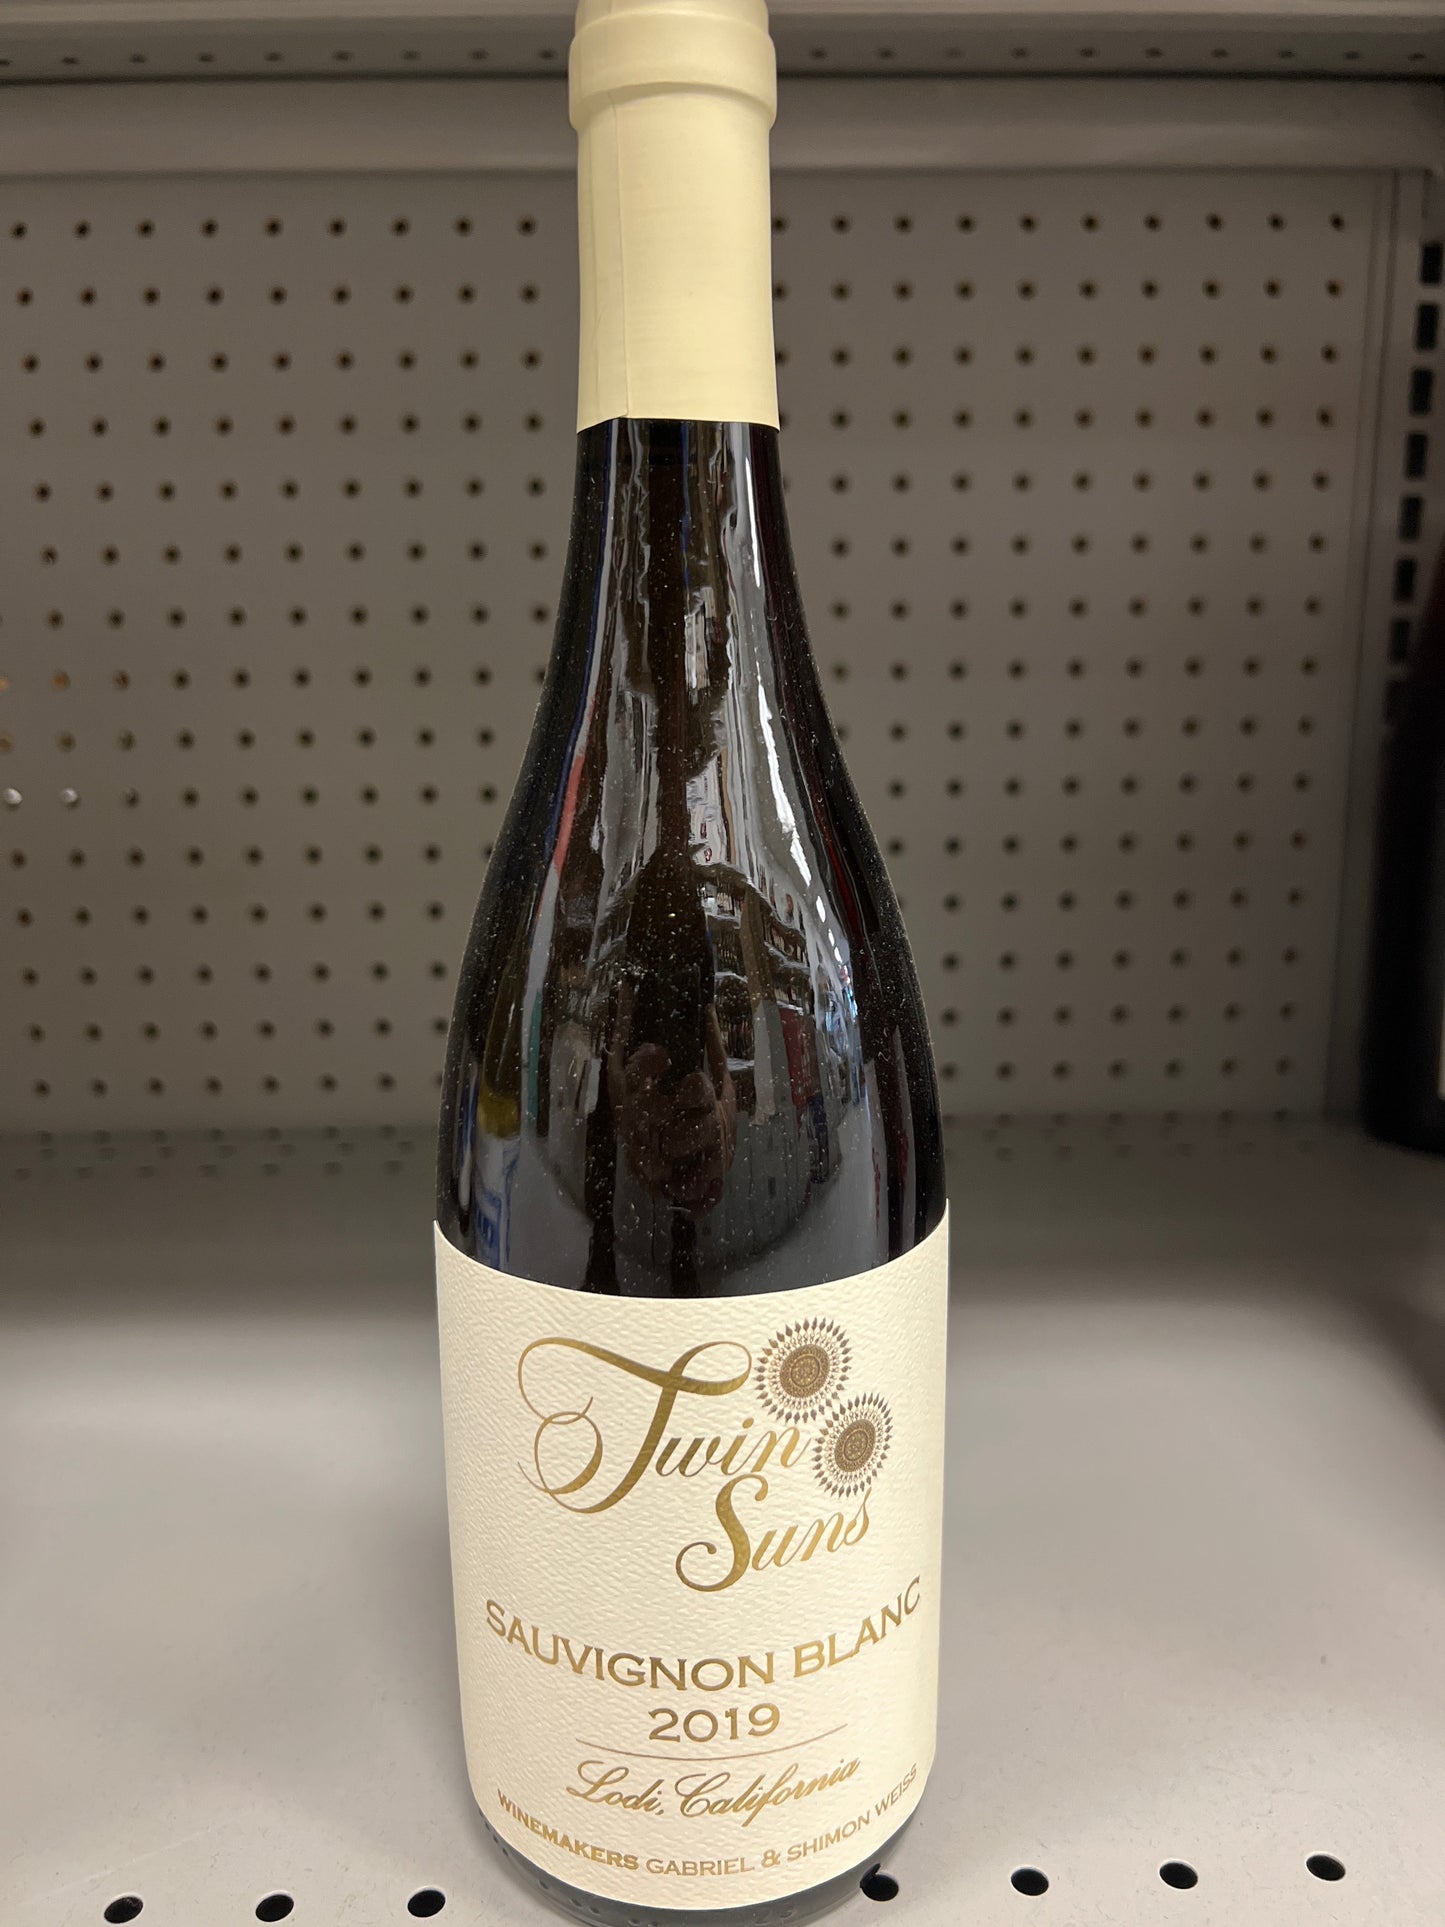 Twin
Suns
SAUVIGNON BLANC
2019
Lodi, California
WINEMAKERS GABRIEL & SHIMON WEISS